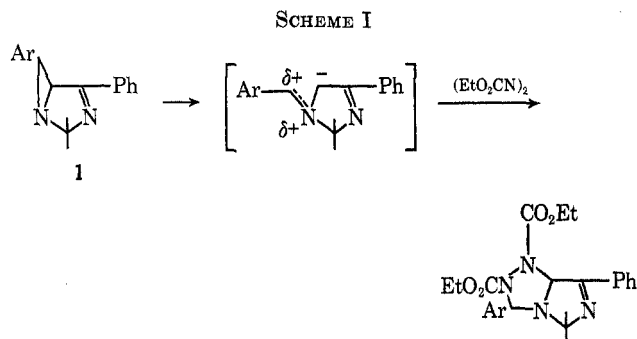 SCHEME I
Ar
Ph
N
N
1
Ar
δ+
−
Ph
δ+
N
N
(EtO₂CN)₂
CO₂Et
N
EtO₂CN
Ph
Ar
N
N